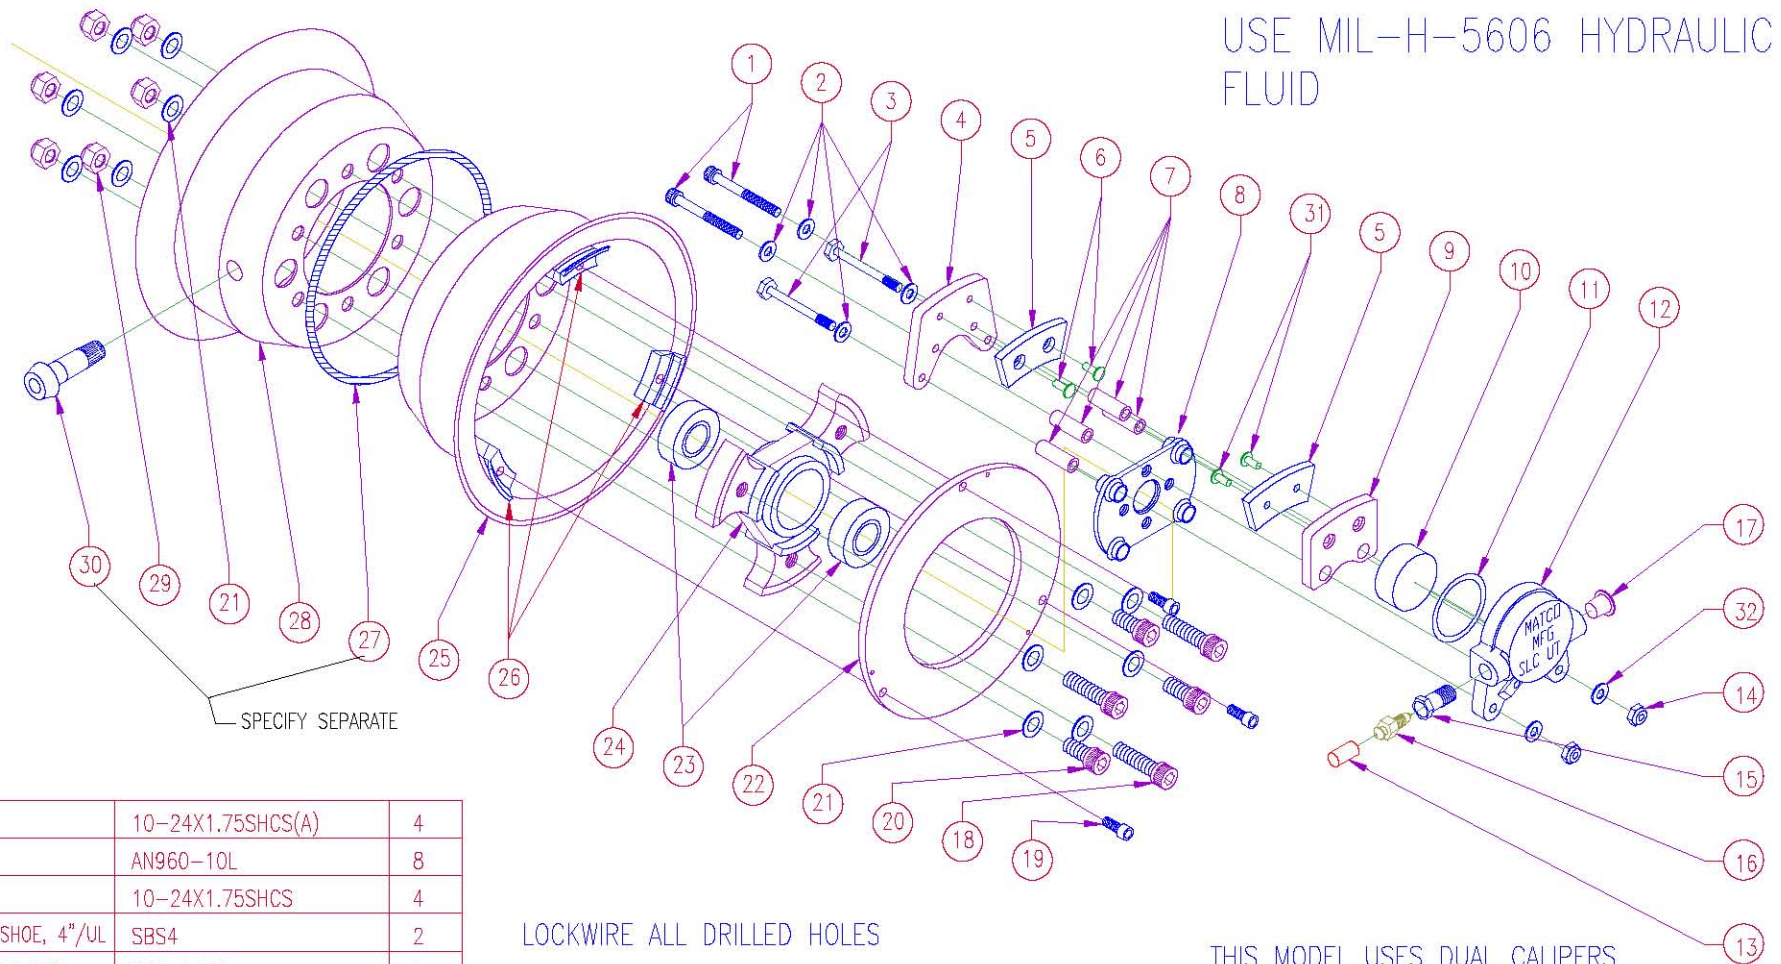 USE MIL-H-5606 HYDRAULIC
FLUID
1
2
3
4
5
6
7
8
31
5
9
10
11
12
17
32
14
15
16
13
30
29
21
28
27
25
26
24
23
22
21
20
18
19
SPECIFY SEPARATE
MATCO
MFG
SLC UT
10-24X1.75SHCS(A) 4
AN960-10L 8
10-24X1.75SHCS 4
SHOE, 4"/UL SBS4 2
LOCKWIRE ALL DRILLED HOLES
THIS MODEL USES DUAL CALIPERS